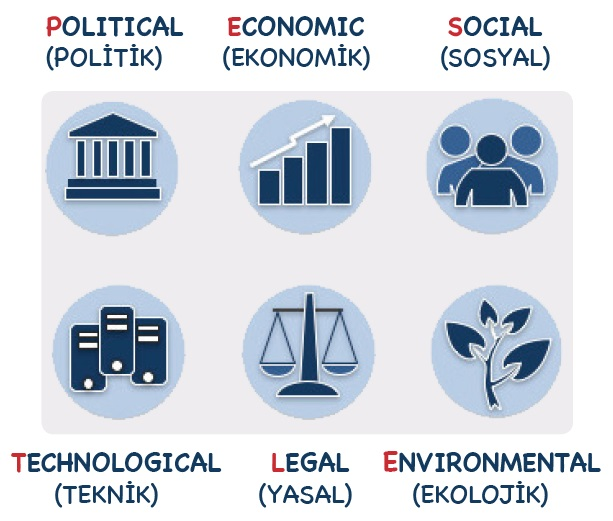 POLITICAL
(POLİTİK)
ECONOMIC
(EKONOMİK)
SOCIAL
(SOSYAL)
TECHNOLOGICAL
(TEKNİK)
LEGAL
(YASAL)
ENVIRONMENTAL
(EKOLOJİK)